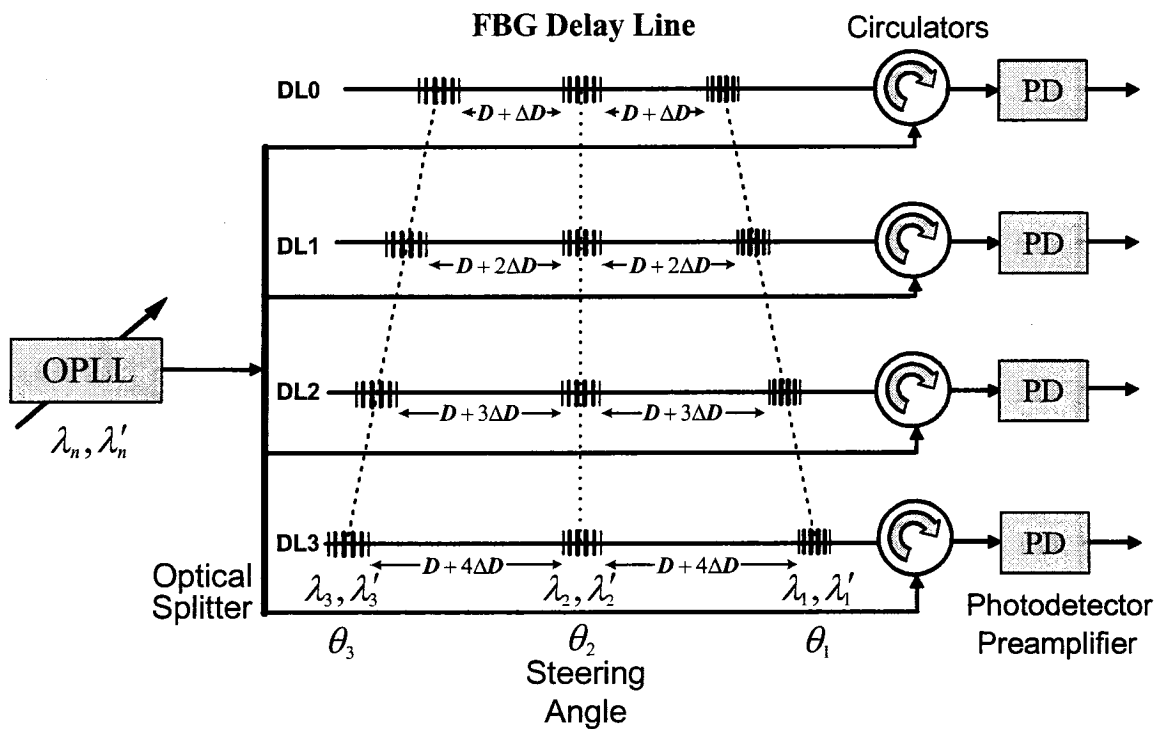 FBG Delay Line
Circulators
DL0
D + ΔD
D + ΔD
PD
DL1
D + 2ΔD
D + 2ΔD
PD
OPLL
λn, λ′n
DL2
D + 3ΔD
D + 3ΔD
PD
DL3
D + 4ΔD
D + 4ΔD
PD
Optical
Splitter
λ3, λ′3
λ2, λ′2
λ1, λ′1
Photodetector
Preamplifier
θ3
θ2
θ1
Steering
Angle